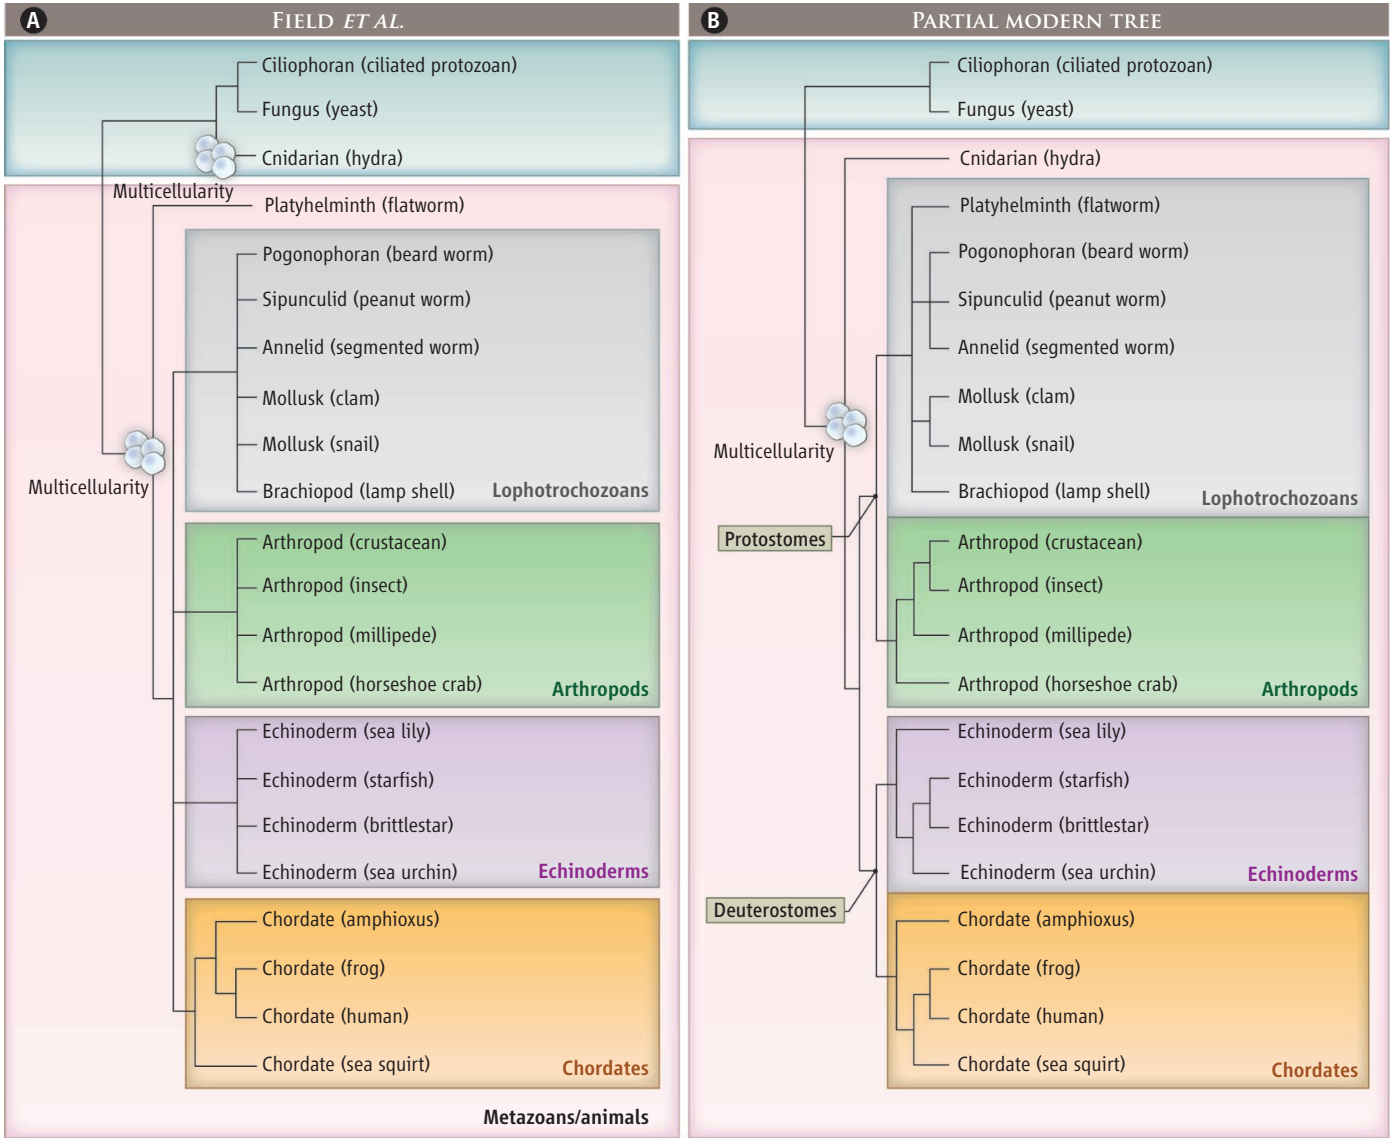 A FIELD ET AL.
Ciliophoran (ciliated protozoan)
Fungus (yeast)
Cnidarian (hydra)
Multicellularity
Platyhelminth (flatworm)
Pogonophoran (beard worm)
Sipunculid (peanut worm)
Annelid (segmented worm)
Mollusk (clam)
Mollusk (snail)
Multicellularity
Brachiopod (lamp shell)
Lophotrochozoans
Arthropod (crustacean)
Arthropod (insect)
Arthropod (millipede)
Arthropod (horseshoe crab)
Arthropods
Echinoderm (sea lily)
Echinoderm (starfish)
Echinoderm (brittlestar)
Echinoderm (sea urchin)
Echinoderms
Chordate (amphioxus)
Chordate (frog)
Chordate (human)
Chordate (sea squirt)
Chordates
Metazoans/animals
B PARTIAL MODERN TREE
Ciliophoran (ciliated protozoan)
Fungus (yeast)
Cnidarian (hydra)
Platyhelminth (flatworm)
Pogonophoran (beard worm)
Sipunculid (peanut worm)
Annelid (segmented worm)
Mollusk (clam)
Mollusk (snail)
Multicellularity
Brachiopod (lamp shell)
Lophotrochozoans
Protostomes
Arthropod (crustacean)
Arthropod (insect)
Arthropod (millipede)
Arthropod (horseshoe crab)
Arthropods
Echinoderm (sea lily)
Echinoderm (starfish)
Echinoderm (brittlestar)
Echinoderm (sea urchin)
Echinoderms
Deuterostomes
Chordate (amphioxus)
Chordate (frog)
Chordate (human)
Chordate (sea squirt)
Chordates